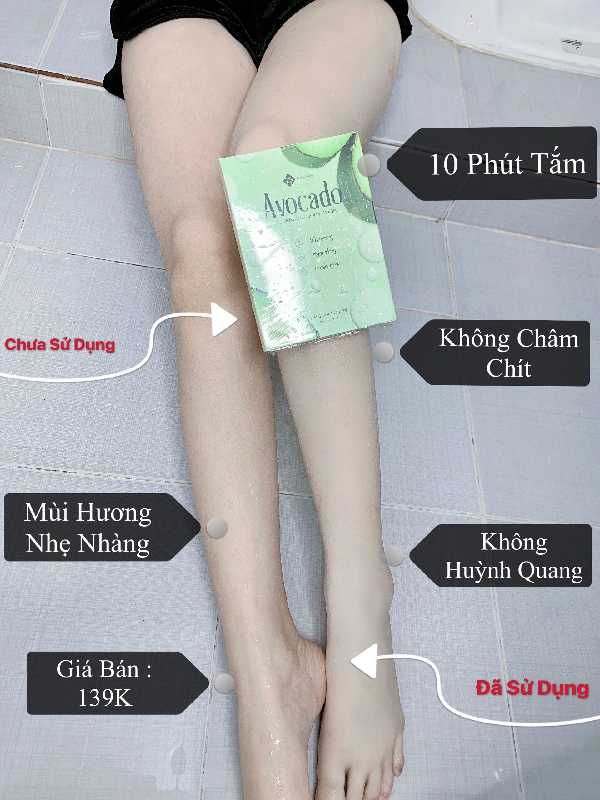 10 Phút Tắm
Avocado
Chưa Sử Dụng
Không Châm
Chít
Mùi Hương
Nhẹ Nhàng
Không
Huỳnh Quang
Giá Bán :
139K
Đã Sử Dụng